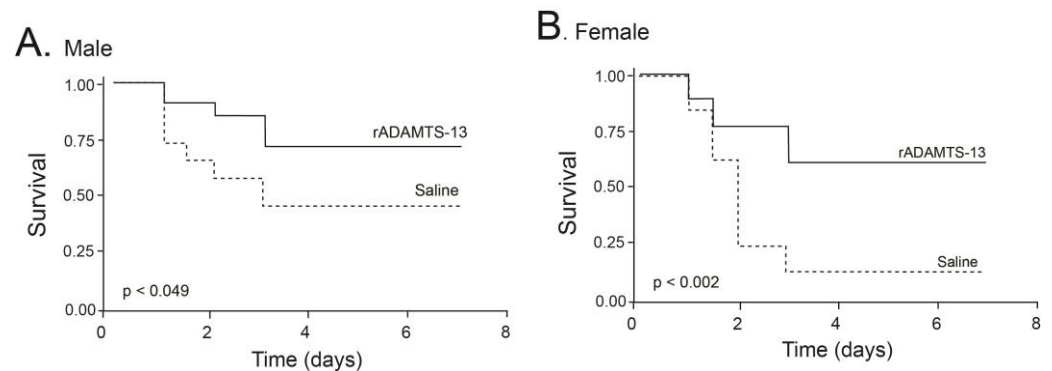 A. Male
1.00
0.75
0.50
0.25
0.00
Survival
rADAMTS-13
Saline
p < 0.049
0 2 4 6 8
Time (days)
B. Female
1.00
0.75
0.50
0.25
0.00
Survival
rADAMTS-13
Saline
p < 0.002
0 2 4 6 8
Time (days)